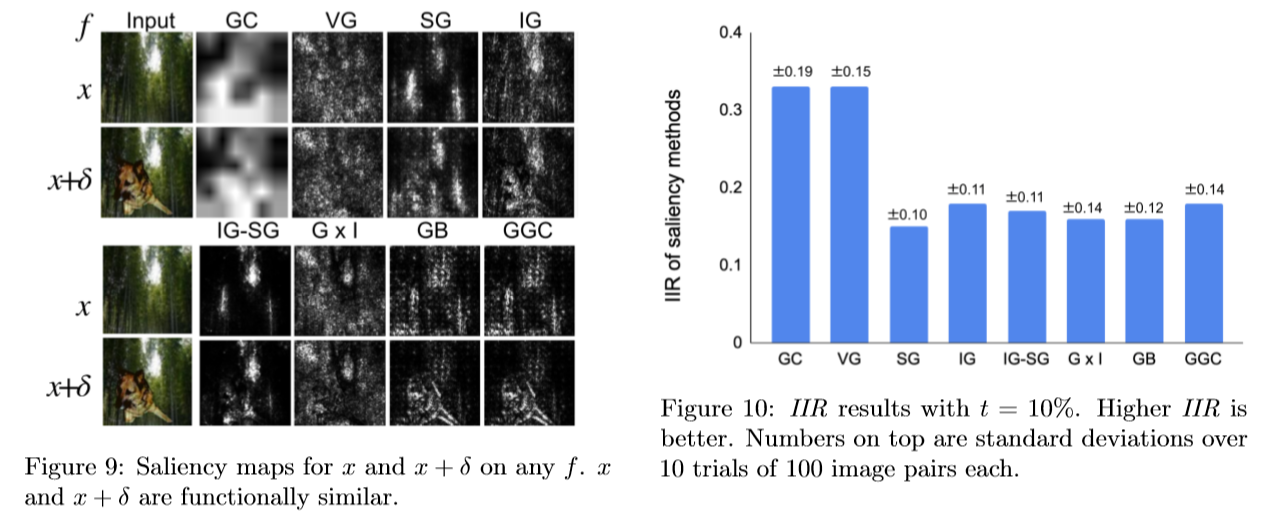 f Input GC VG SG IG
x
x+δ
IG-SG G x I GB GGC
x
x+δ
Figure 9: Saliency maps for x and x + δ on any f. x
and x + δ are functionally similar.
IIR of saliency methods
0.4
0.3
0.2
0.1
0
±0.19 ±0.15 ±0.10 ±0.11 ±0.11 ±0.14 ±0.12 ±0.14
GC VG SG IG IG-SG G x I GB GGC
Figure 10: IIR results with t = 10%. Higher IIR is
better. Numbers on top are standard deviations over
10 trials of 100 image pairs each.